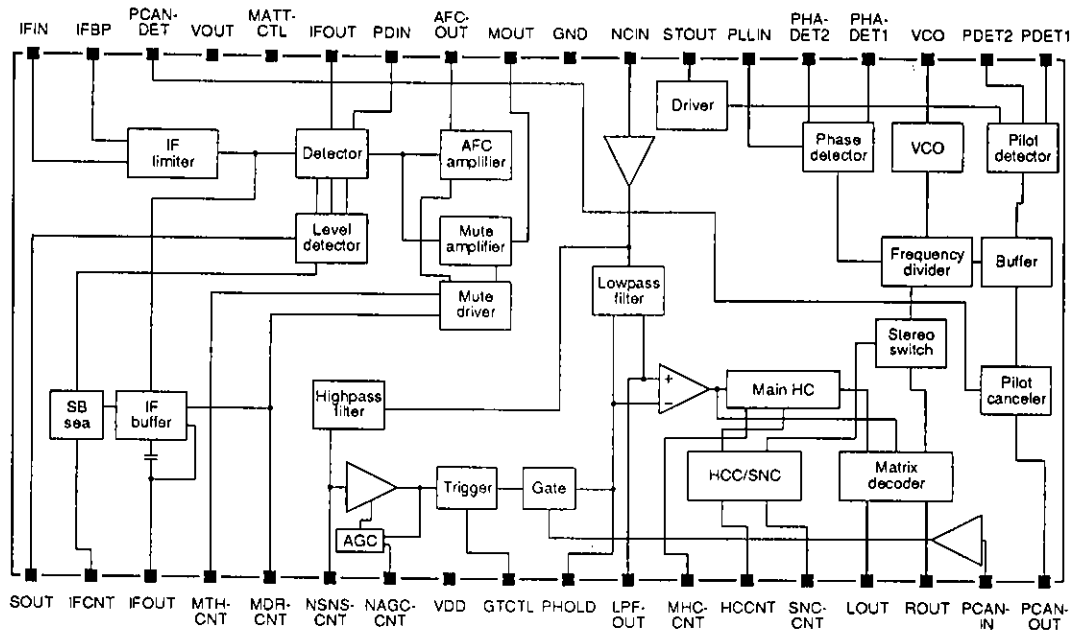 IFIN
IFBP
PCAN-
DET
VOUT
MATT-
CTL
IFOUT
PDIN
AFC-
OUT
MOUT
GND
NCIN
STOUT
PLLIN
PHA-
DET2
PHA-
DET1
VCO
PDET2
PDET1
IF
limiter
Detector
AFC
amplifier
Driver
Phase
detector
VCO
Pilot
detector
Level
detector
Mute
amplifier
Mute
driver
Lowpass
filter
Frequency
divider
Buffer
Stereo
switch
SB
sea
IF
buffer
Highpass
filter
+
−
Main HC
Pilot
canceler
AGC
Trigger
Gate
HCC/SNC
Matrix
decoder
SOUT
IFCNT
IFOUT
MTH-
CNT
MDR-
CNT
NSNS-
CNT
NAGC-
CNT
VDD
GTCTL
PHOLD
LPF-
OUT
MHC-
CNT
HCCNT
SNC-
CNT
LOUT
ROUT
PCAN-
IN
PCAN-
OUT